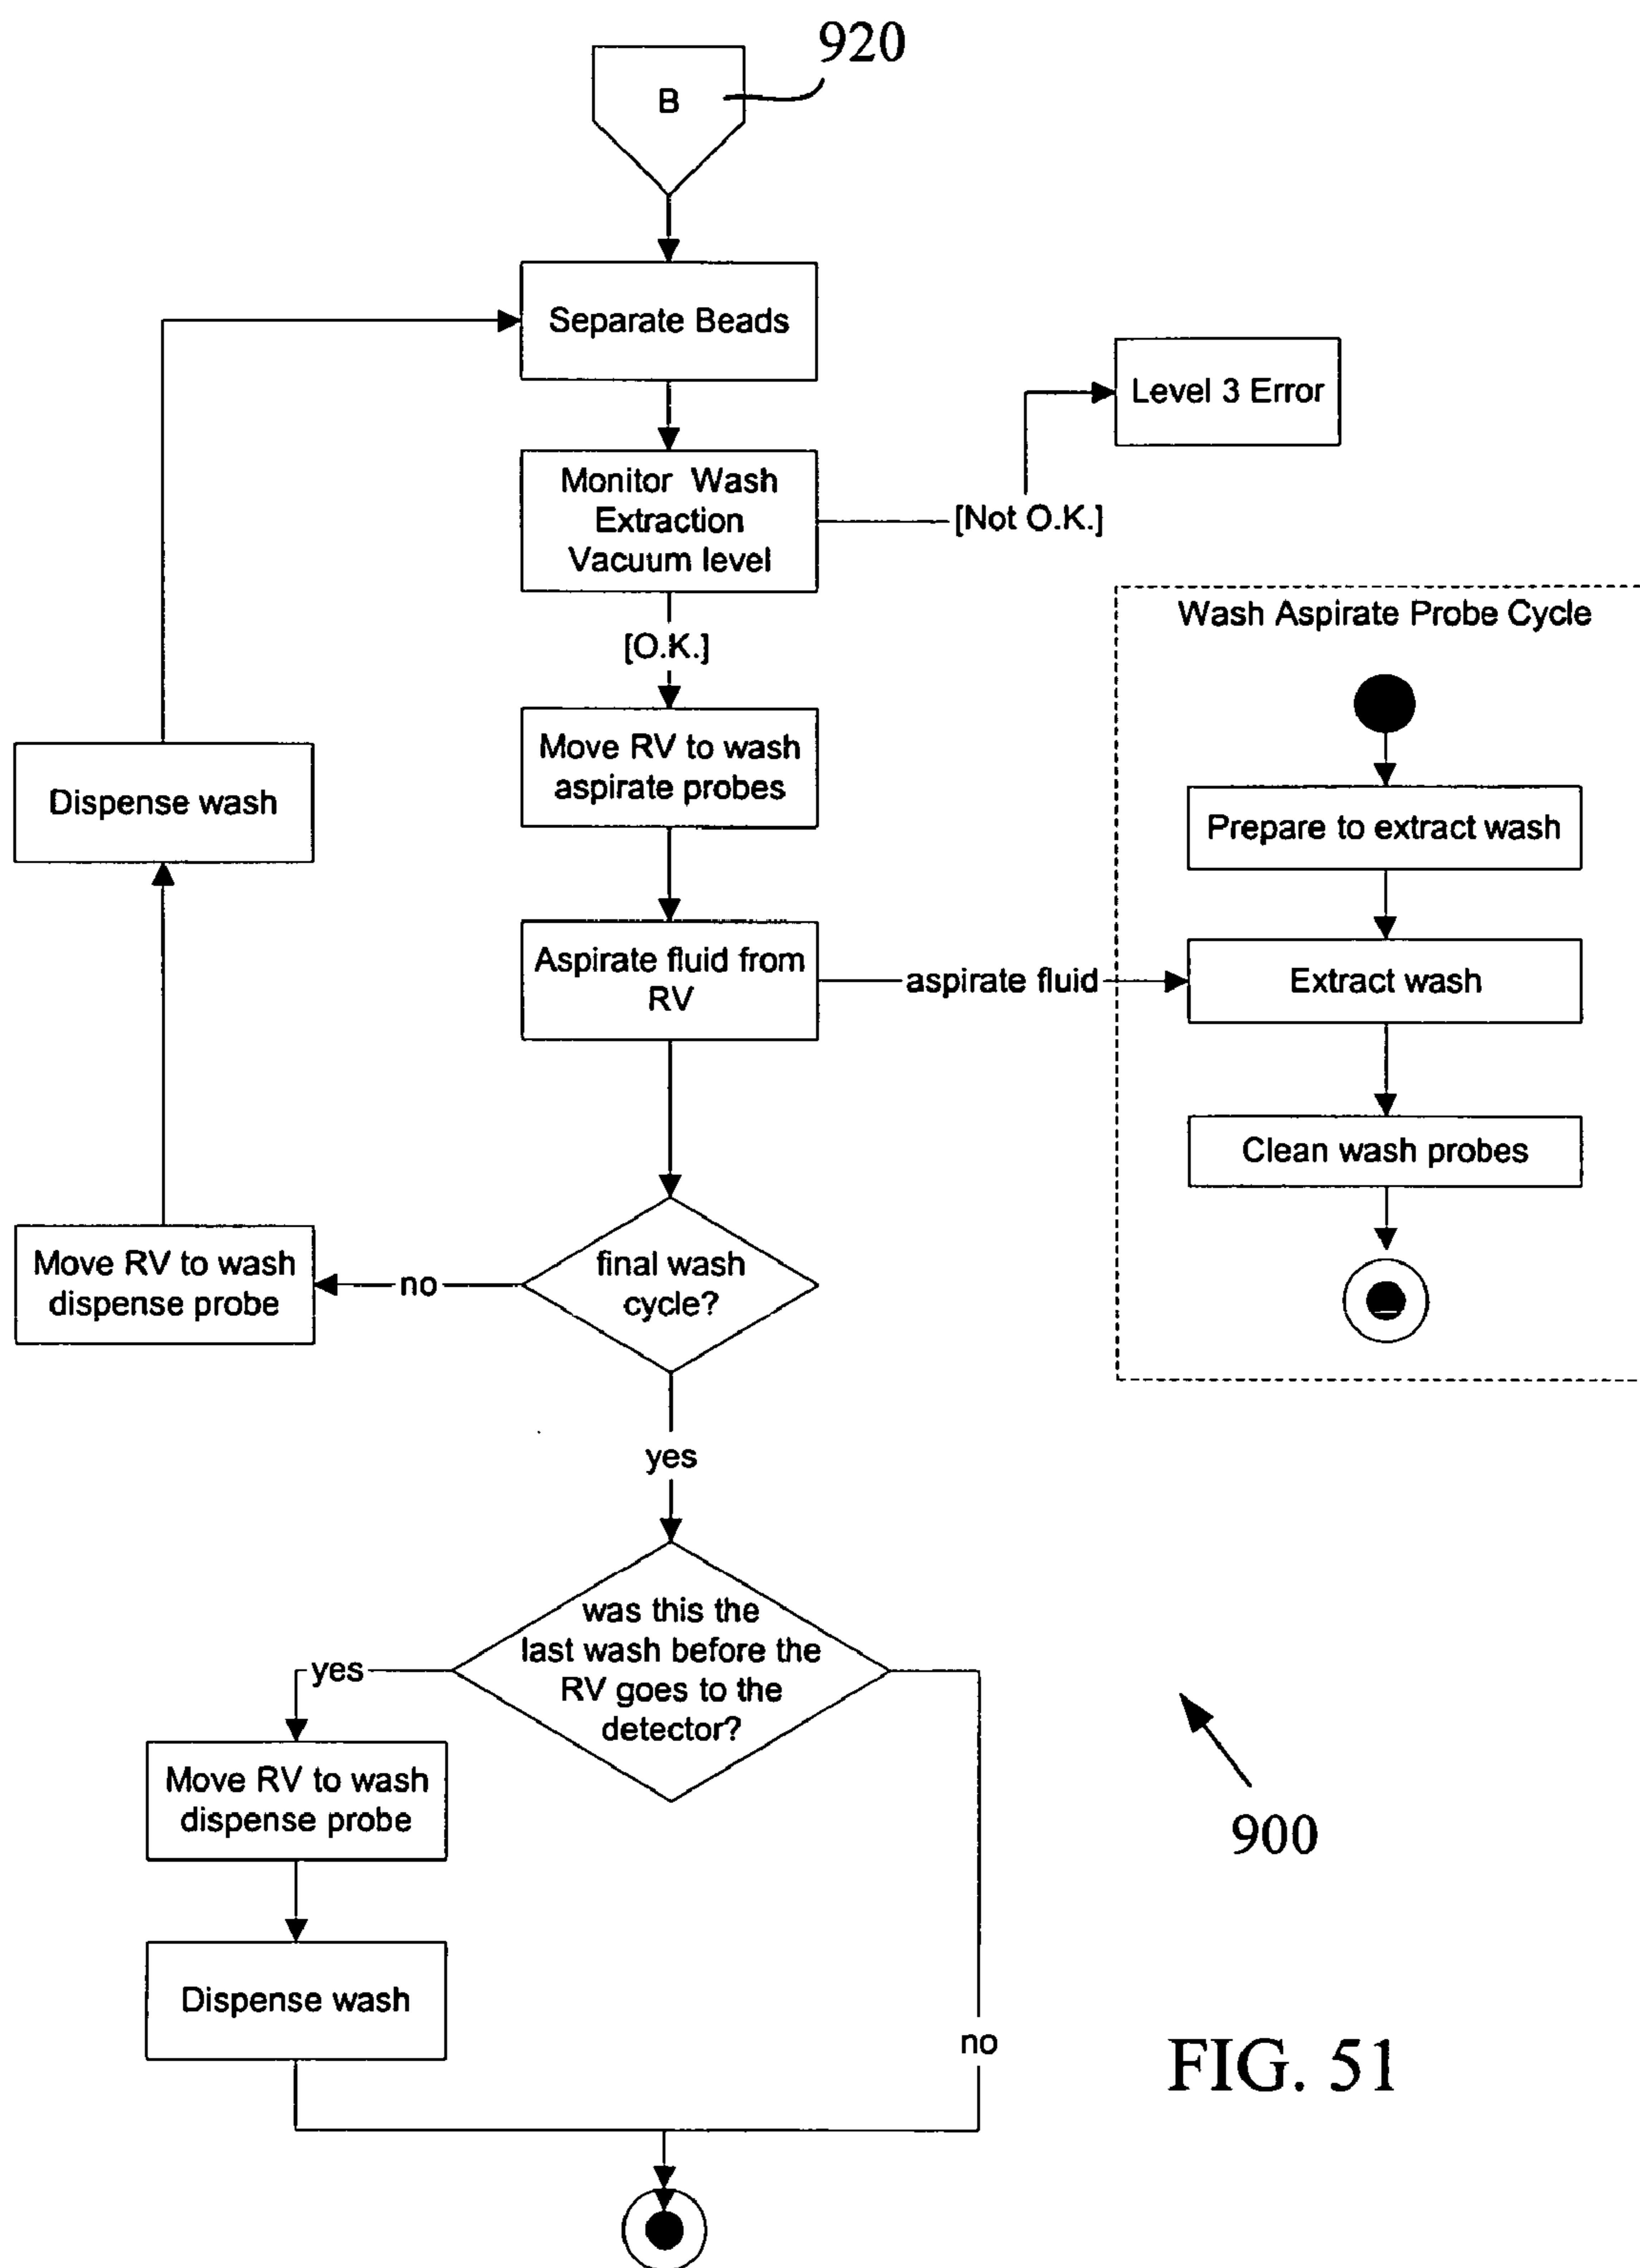 920
B
Separate Beads
Level 3 Error
Monitor Wash
Extraction
Vacuum level
[Not O.K.]
Wash Aspirate Probe Cycle
[O.K.]
Move RV to wash
aspirate probes
Dispense wash
Prepare to extract wash
Aspirate fluid from
RV
aspirate fluid
Extract wash
Clean wash probes
Move RV to wash
dispense probe
no
final wash
cycle?
yes
was this the
last wash before the
RV goes to the
detector?
yes
Move RV to wash
dispense probe
900
Dispense wash
no
FIG. 51